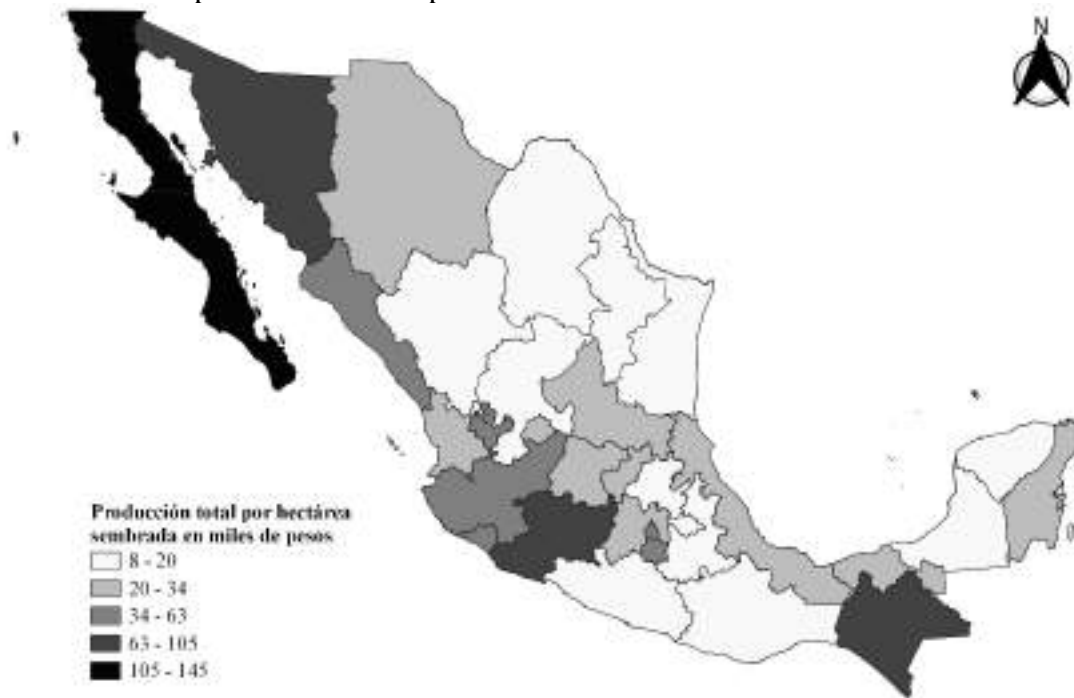 N
Producción total por hectárea
sembrada en miles de pesos
8 - 20
20 - 34
34 - 63
63 - 105
105 - 145